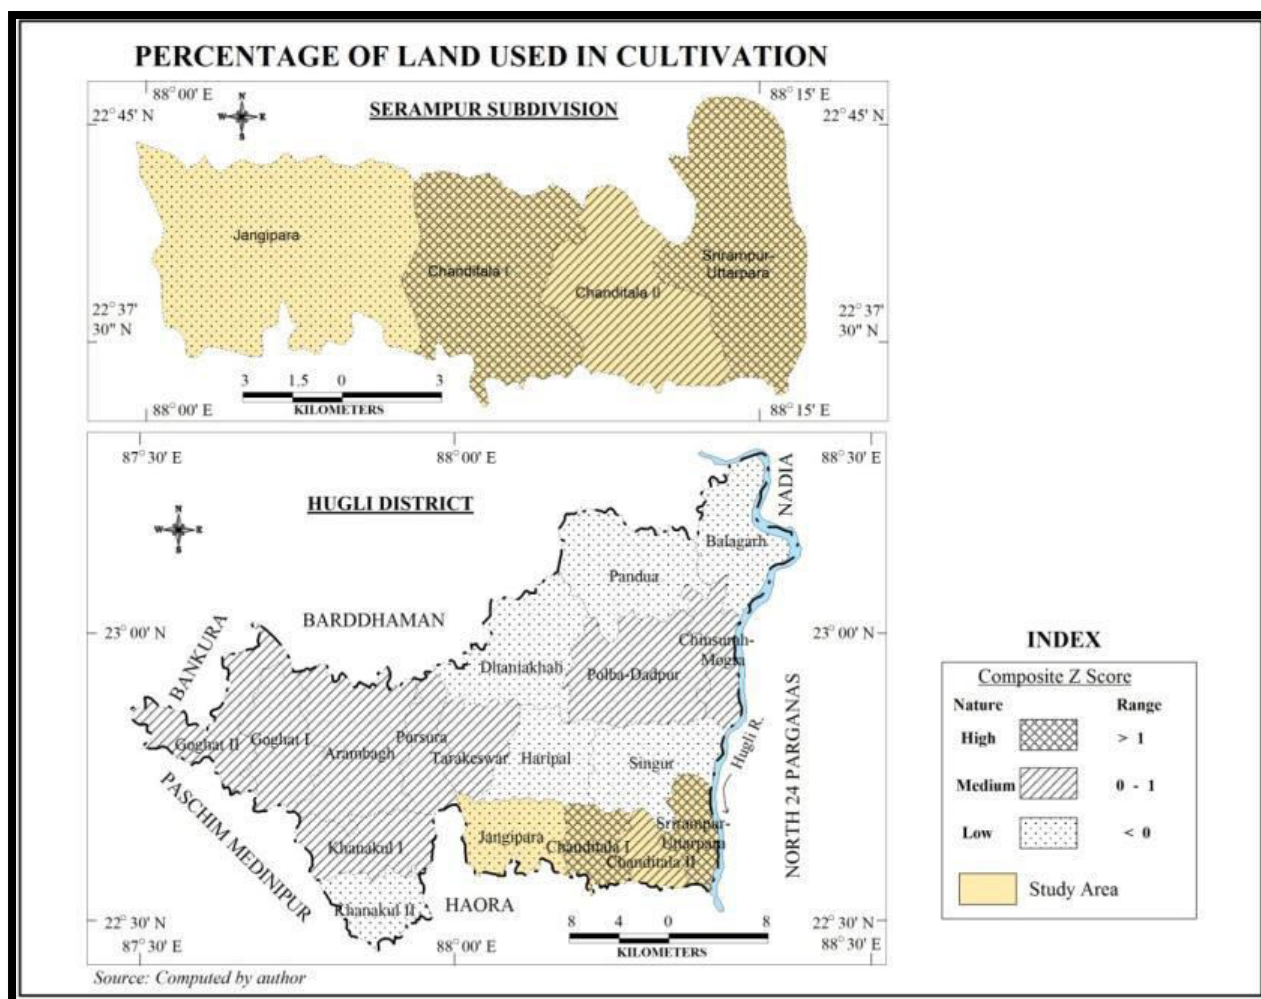 PERCENTAGE OF LAND USED IN CULTIVATION
88° 00' E
N
W E
S
SERAMPUR SUBDIVISION
88° 15' E
22° 45' N
22° 45' N
Jangipara
Chanditala I
Chanditala II
Srirampur-
Uttarpara
22° 37'
30" N
22° 37'
30" N
3 1.5 0 3
KILOMETERS
88° 00' E
88° 15' E
87° 30' E
88° 00' E
88° 30' E
HUGLI DISTRICT
N
W E
S
NADIA
Balagarh
Pandua
BARDDHAMAN
BANKURA
23° 00' N
23° 00' N
Chinsurah-
Mogra
Dhaniakhali
Polba-Dadpur
Goghat II
Goghat I
Arambagh
Pursura
Tarakeswar
Haripal
Singur
Hugli R.
NORTH 24 PARGANAS
PASCHIM MEDINIPUR
Khanakul I
Khanakul II
Jangipara
Chanditala I
Chanditala II
Srirampur-
Uttarpara
HAORA
22° 30' N
22° 30' N
87° 30' E
88° 00' E
88° 30' E
8 4 0 8
KILOMETERS
Source: Computed by author
INDEX
Composite Z Score
Nature Range
High > 1
Medium 0 - 1
Low < 0
Study Area